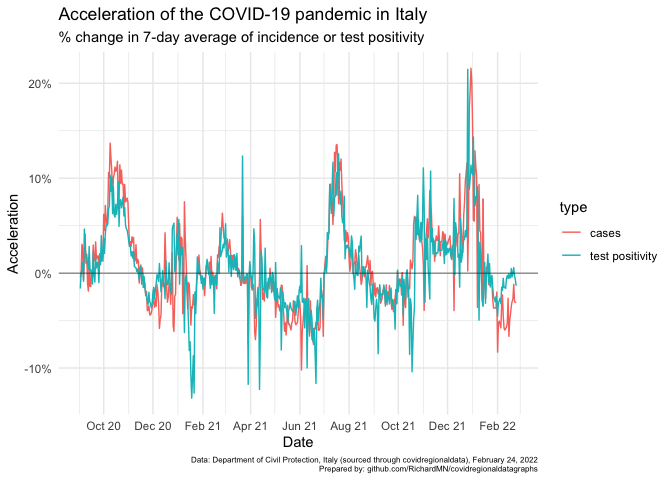 Acceleration of the COVID-19 pandemic in Italy
% change in 7-day average of incidence or test positivity
20%
10%
0%
-10%
Acceleration
Oct 20 Dec 20 Feb 21 Apr 21 Jun 21 Aug 21 Oct 21 Dec 21 Feb 22
Date
type
cases
test positivity
Data: Department of Civil Protection, Italy (sourced through covidregionaldata), February 24, 2022
Prepared by: github.com/RichardMN/covidregionaldatagraphs